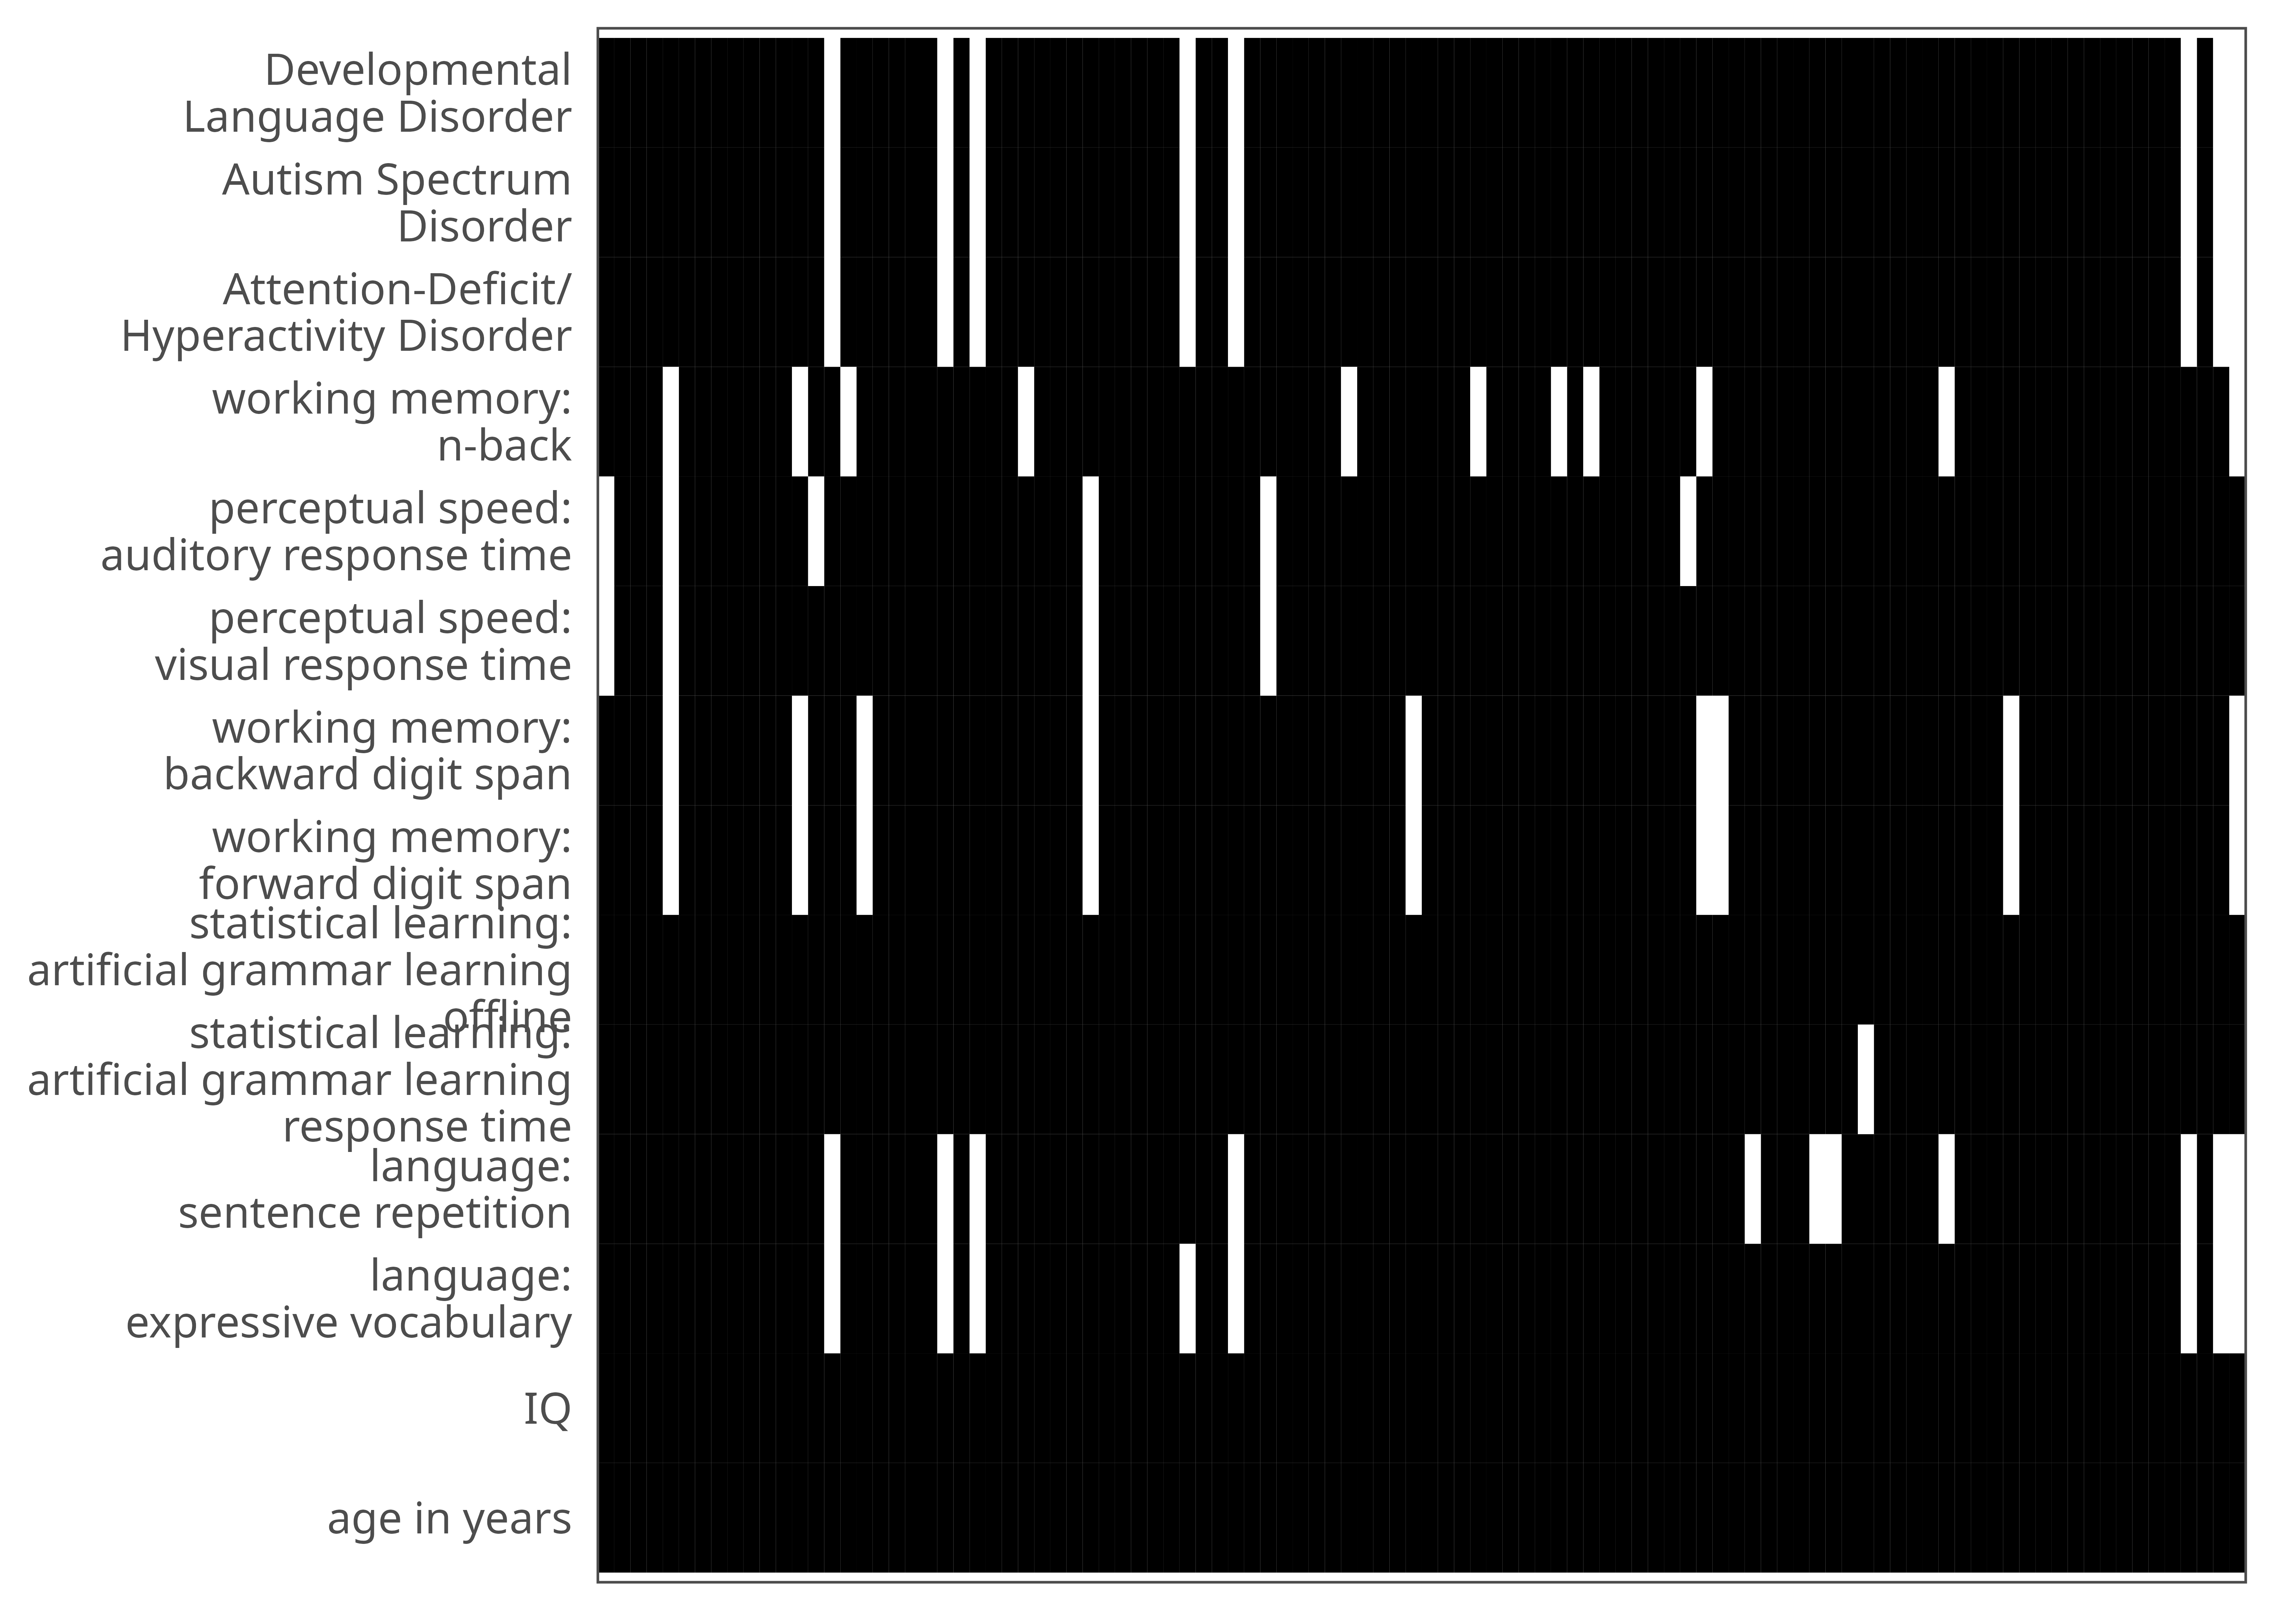 Developmental
Language Disorder
Autism Spectrum
Disorder
Attention-Deficit/
Hyperactivity Disorder
working memory:
n-back
perceptual speed:
auditory response time
perceptual speed:
visual response time
working memory:
backward digit span
working memory:
forward digit span
statistical learning:
artificial grammar learning
offline
statistical learning:
artificial grammar learning
response time
language:
sentence repetition
language:
expressive vocabulary
IQ
age in years